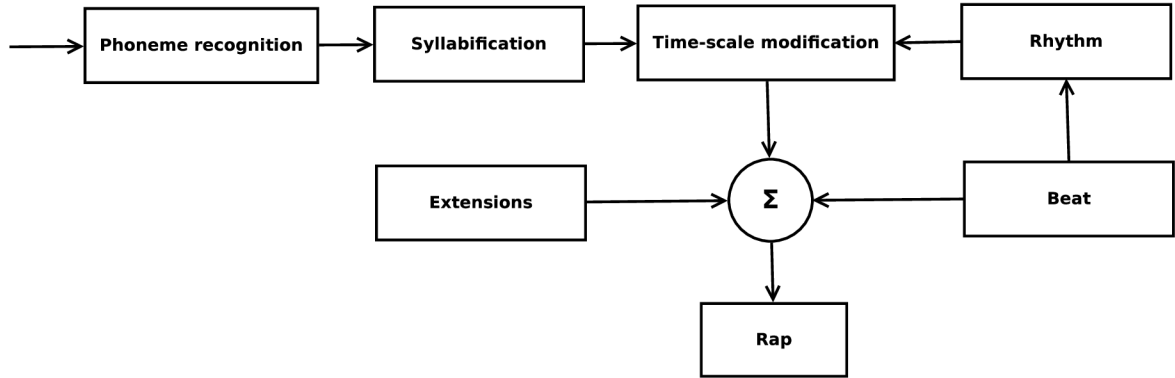 Phoneme recognition
Syllabification
Time-scale modification
Rhythm
Extensions
Σ
Beat
Rap